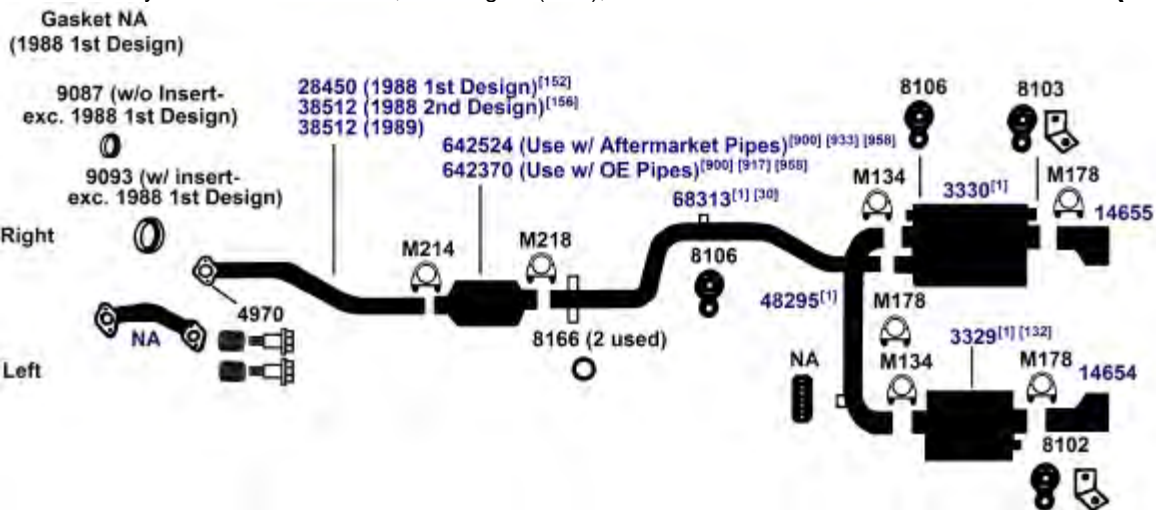 Gasket NA
(1988 1st Design)
9087 (w/o Insert-
exc. 1988 1st Design)
9093 (w/ insert-
exc. 1988 1st Design)
28450 (1988 1st Design)[152]
38512 (1988 2nd Design)[156]
38512 (1989)
642524 (Use w/ Aftermarket Pipes)[900] [933] [958]
642370 (Use w/ OE Pipes)[900] [917] [958]
68313[1] [30]
8106
8103
M134
3330[1]
M178
14655
Right
M214
M218
8106
48295[1]
M178
4970
NA
8166 (2 used)
NA
M134
3329[1] [132]
M178
14654
Left
8102